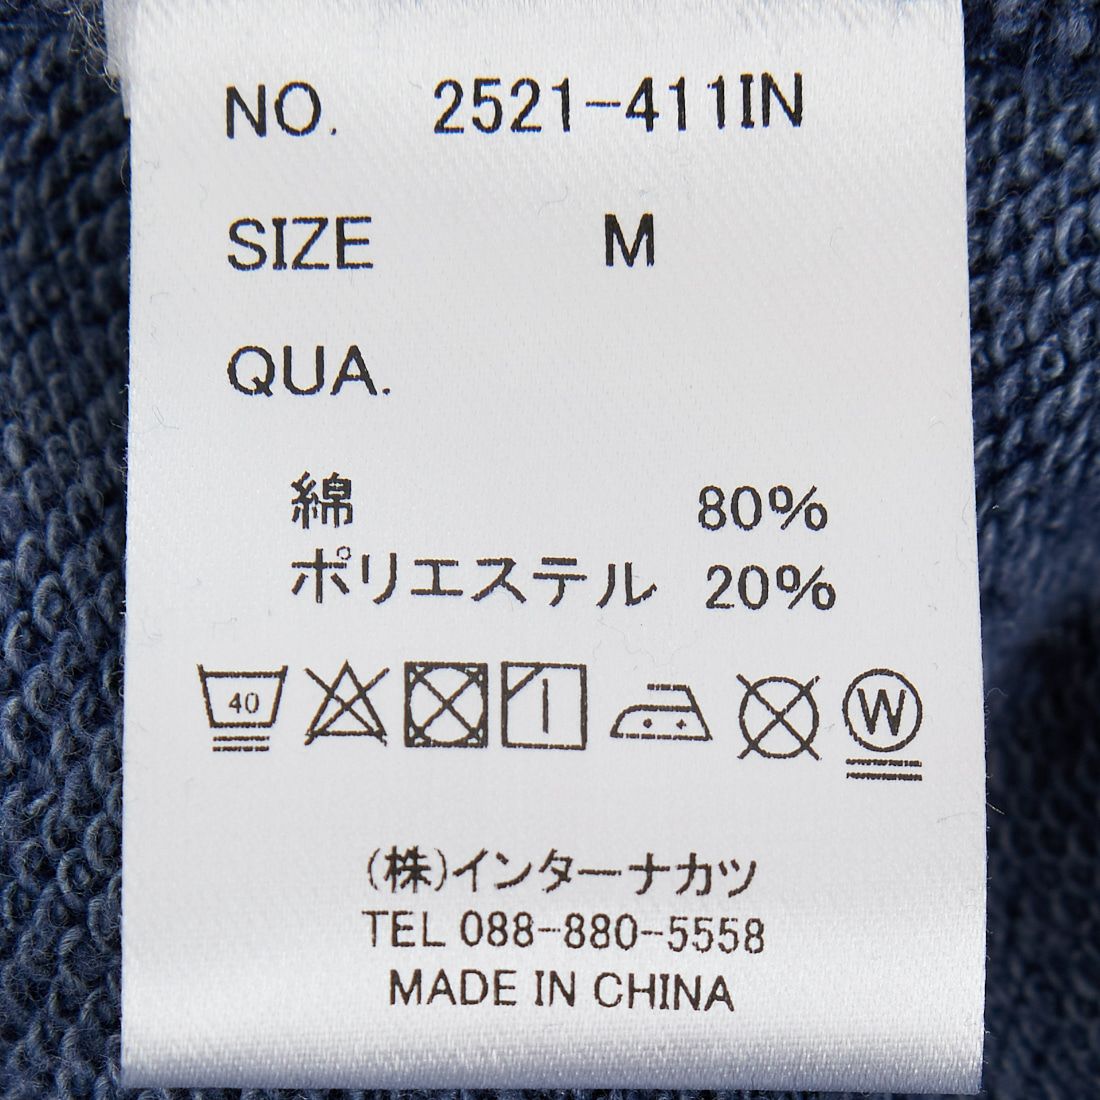 NO. 2521-411IN
SIZE M
QUA.
綿 80%
ポリエステル 20%
40
W
(株)インターナカツ
TEL 088-880-5558
MADE IN CHINA